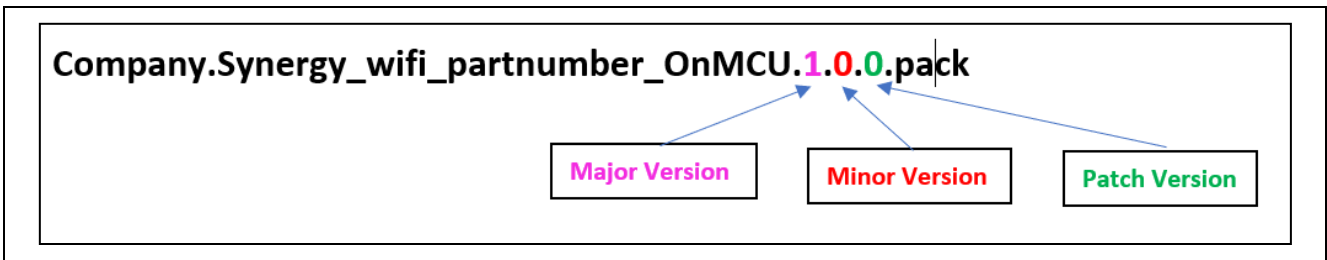 Company.Synergy_wifi_partnumber_OnMCU.1.0.0.pack
Major Version
Minor Version
Patch Version